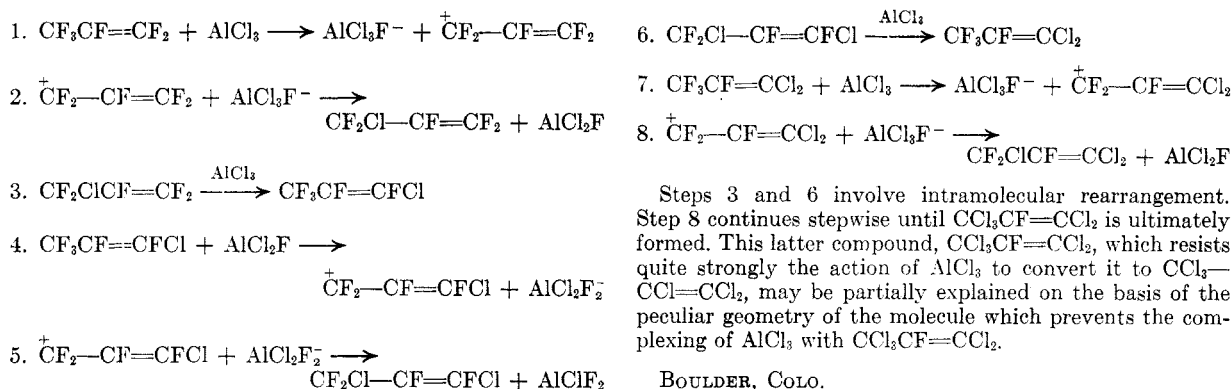 1. CF₃CF=CF₂ + AlCl₃ ⟶ AlCl₃F⁻ + ⁺CF₂—CF=CF₂
2. ⁺CF₂—CF=CF₂ + AlCl₃F⁻ ⟶
CF₂Cl—CF=CF₂ + AlCl₂F
3. CF₂ClCF=CF₂ —AlCl₃→ CF₃CF=CFCl
4. CF₃CF=CFCl + AlCl₂F ⟶
⁺CF₂—CF=CFCl + AlCl₂F₂⁻
5. ⁺CF₂—CF=CFCl + AlCl₂F₂⁻ ⟶
CF₂Cl—CF=CFCl + AlClF₂
6. CF₂Cl—CF=CFCl —AlCl₃→ CF₃CF=CCl₂
7. CF₃CF=CCl₂ + AlCl₃ ⟶ AlCl₃F⁻ + ⁺CF₂—CF=CCl₂
8. ⁺CF₂—CF=CCl₂ + AlCl₃F⁻ ⟶
CF₂ClCF=CCl₂ + AlCl₂F
Steps 3 and 6 involve intramolecular rearrangement.
Step 8 continues stepwise until CCl₃CF=CCl₂ is ultimately
formed. This latter compound, CCl₃CF=CCl₂, which resists
quite strongly the action of AlCl₃ to convert it to CCl₃—
CCl=CCl₂, may be partially explained on the basis of the
peculiar geometry of the molecule which prevents the com-
plexing of AlCl₃ with CCl₃CF=CCl₂.
BOULDER, COLO.